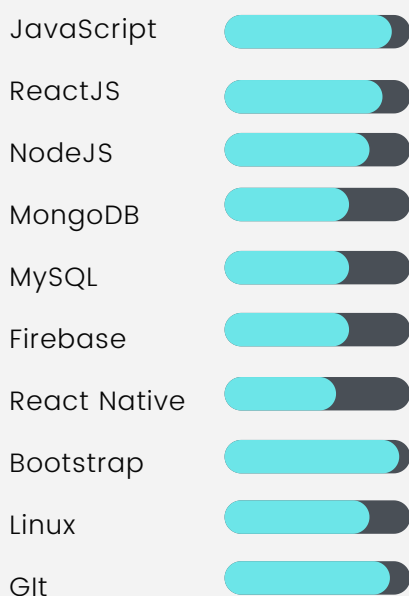 JavaScript
ReactJS
NodeJS
MongoDB
MySQL
Firebase
React Native
Bootstrap
Linux
GIt